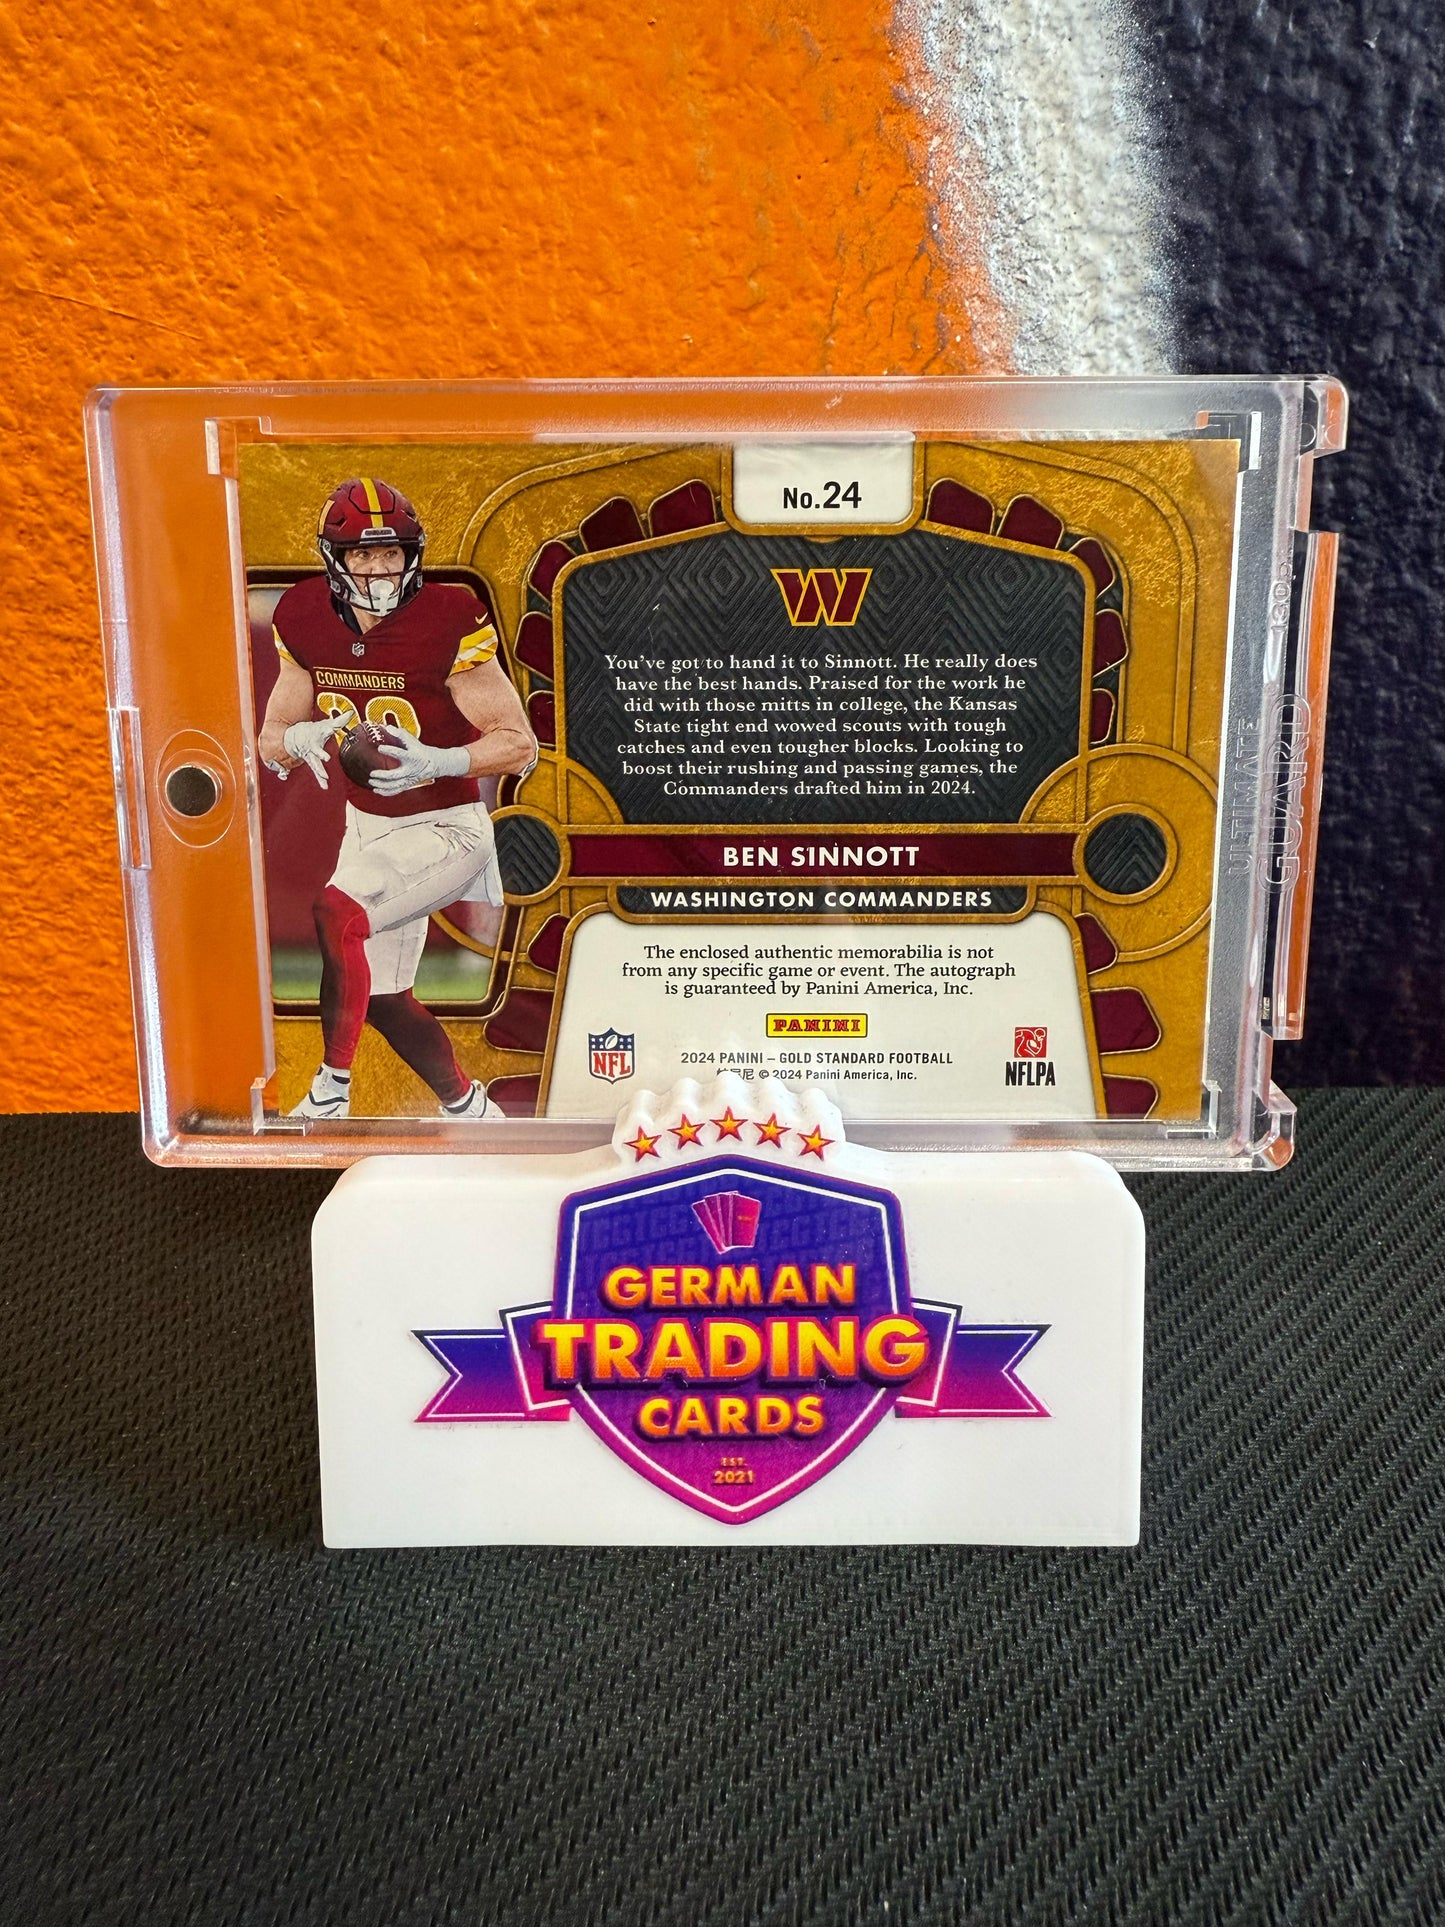 No.24
W
You've got to hand it to Sinnott. He really does
have the best hands. Praised for the work he
did with those mitts in college, the Kansas
State tight end wowed scouts with tough
catches and even tougher blocks. Looking to
boost their rushing and passing games, the
Commanders drafted him in 2024.
COMMANDERS
BEN SINNOTT
WASHINGTON COMMANDERS
The enclosed authentic memorabilia is not
from any specific game or event. The autograph
is guaranteed by Panini America, Inc.
PANINI
NFL
2024 PANINI – GOLD STANDARD FOOTBALL
© 2024 Panini America, Inc.
NFLPA
ULTIMATE
GUARD
GERMAN
TRADING
CARDS
EST.
2021